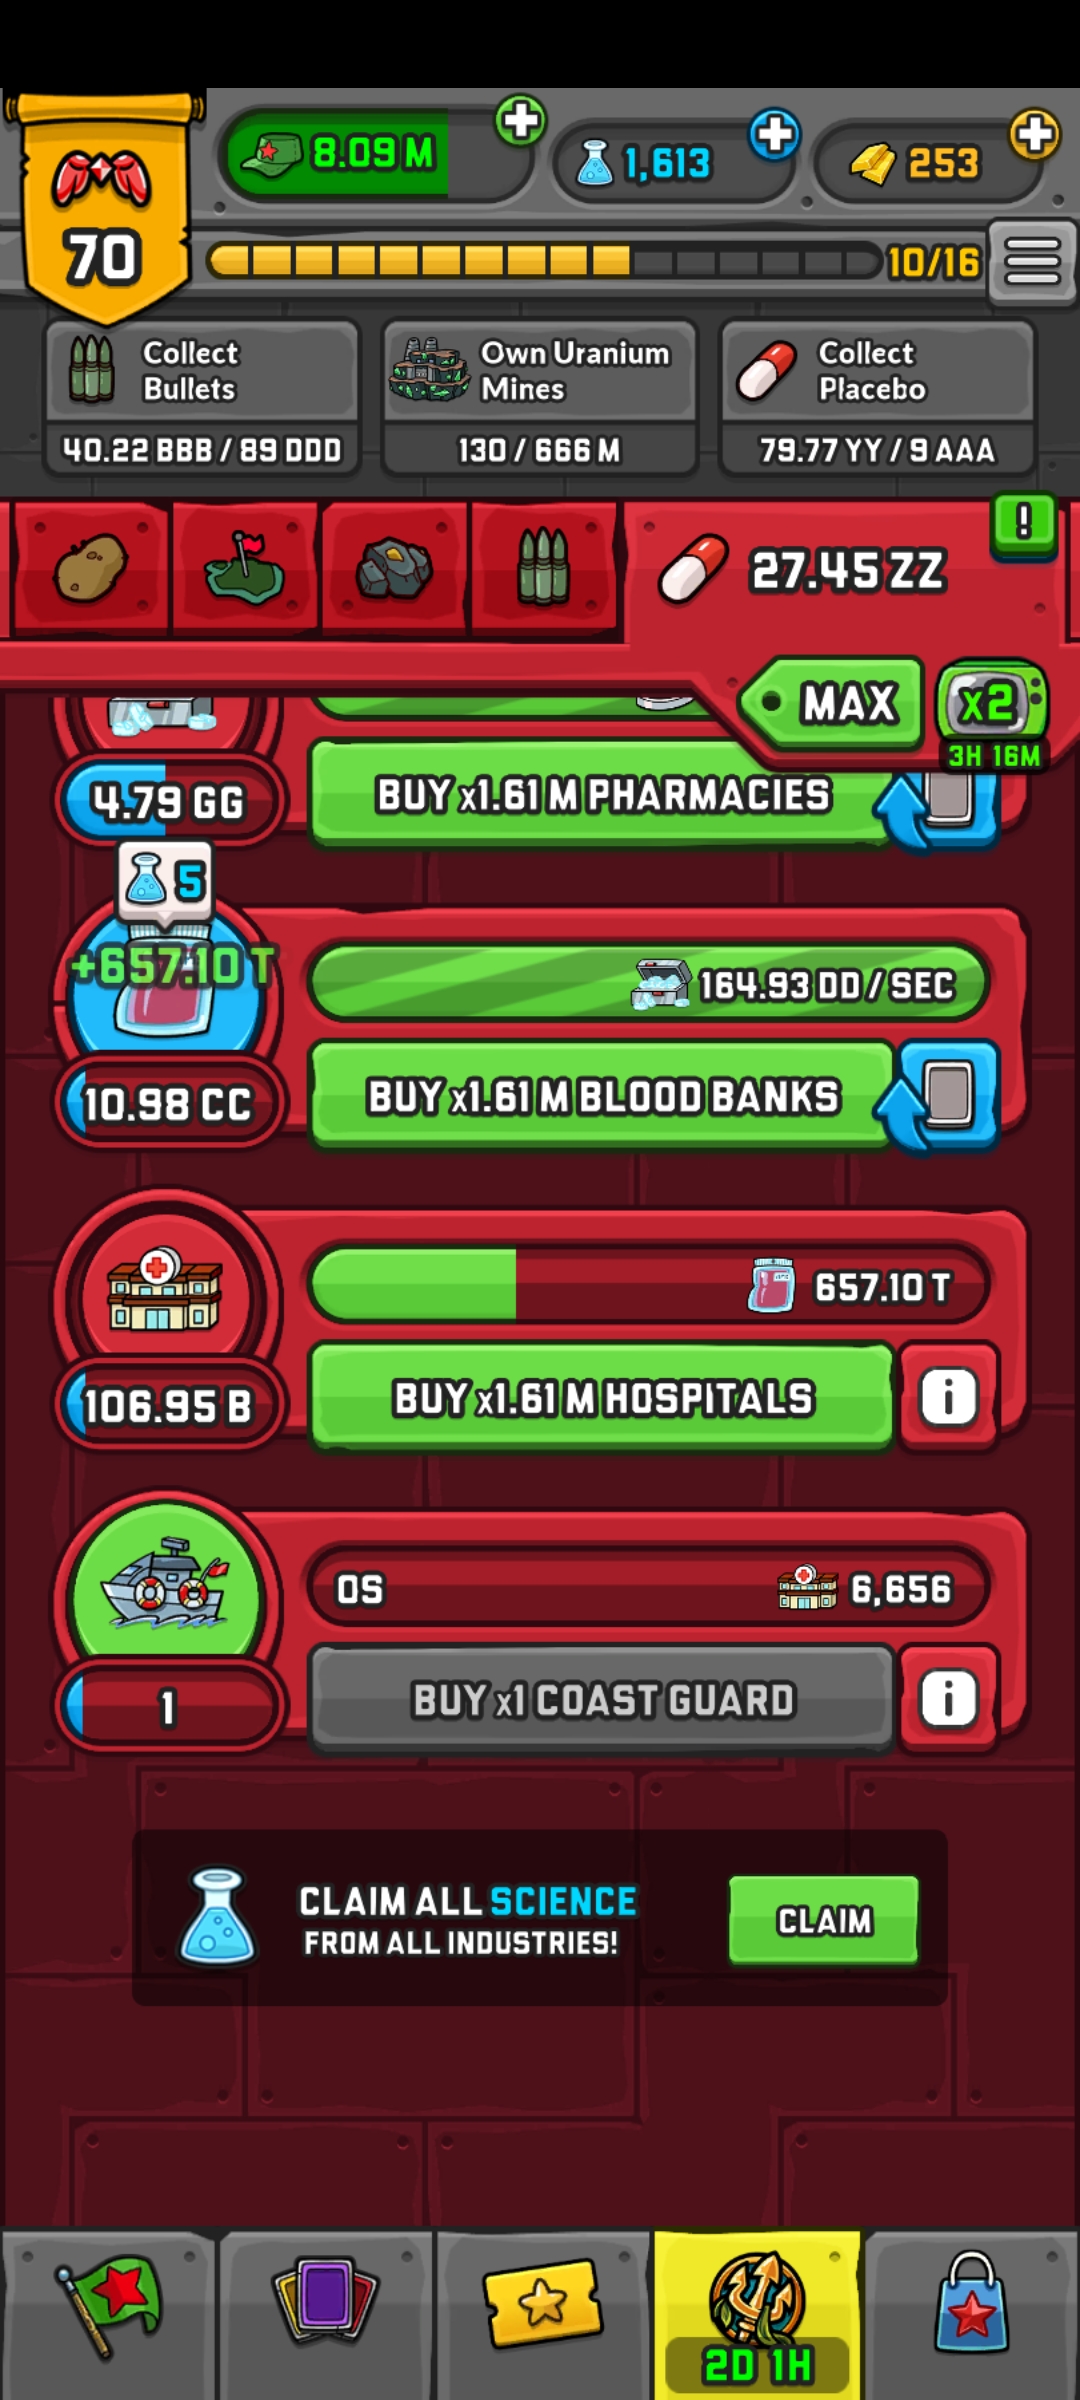 8.09 M
1,613
253
70
10/16
Collect
Bullets
40.22 BBB / 89 DDD
Own Uranium
Mines
130 / 666 M
Collect
Placebo
79.77 YY / 9 AAA
!
27.45 ZZ
MAX
x2
3H 16M
4.79 GG
BUY x1.61 M PHARMACIES
5
+657.10 T
164.93 DD / SEC
10.98 CC
BUY x1.61 M BLOOD BANKS
657.10 T
106.95 B
BUY x1.61 M HOSPITALS
i
0S
6,656
1
BUY x1 COAST GUARD
i
CLAIM ALL SCIENCE
FROM ALL INDUSTRIES!
CLAIM
2D 1H